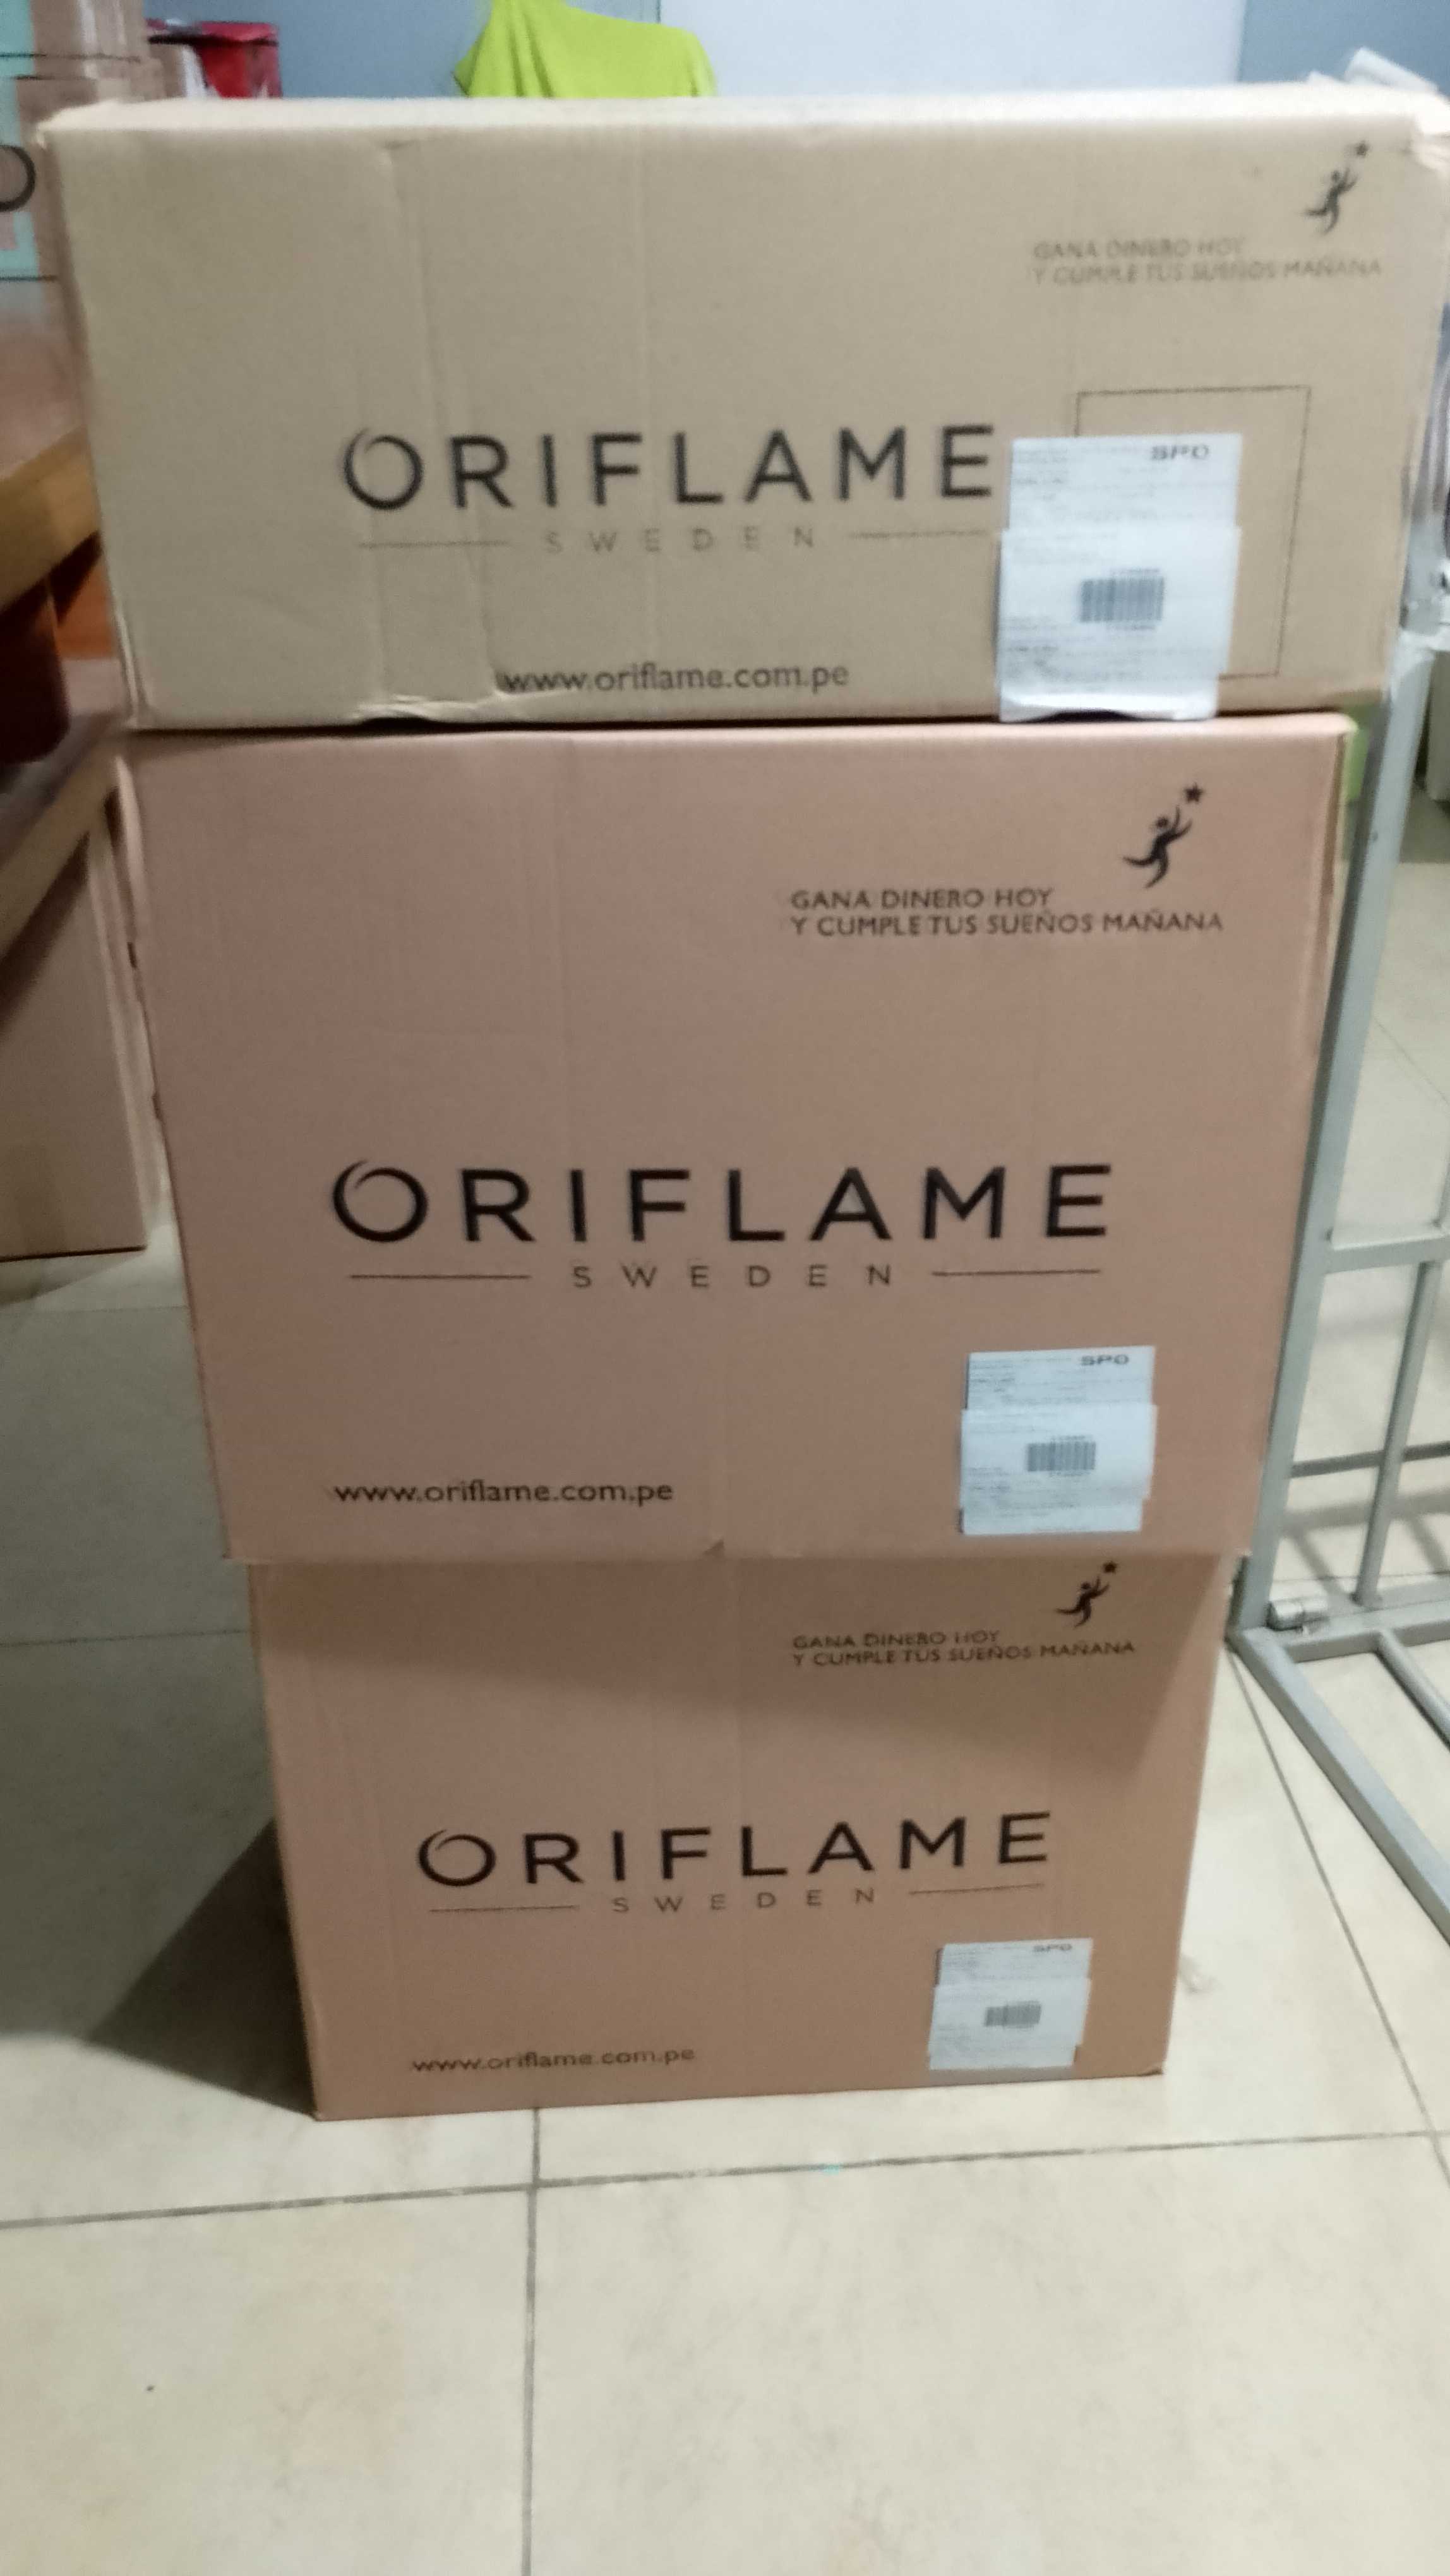 GANA DINERO HOY
Y CUMPLE TUS SUEÑOS MAÑANA
ORIFLAME
SWEDEN
SPO
www.oriflame.com.pe
GANA DINERO HOY
Y CUMPLE TUS SUEÑOS MAÑANA
ORIFLAME
SWEDEN
SPO
www.oriflame.com.pe
GANA DINERO HOY
Y CUMPLE TUS SUEÑOS MAÑANA
ORIFLAME
SWEDEN
SPO
www.oriflame.com.pe